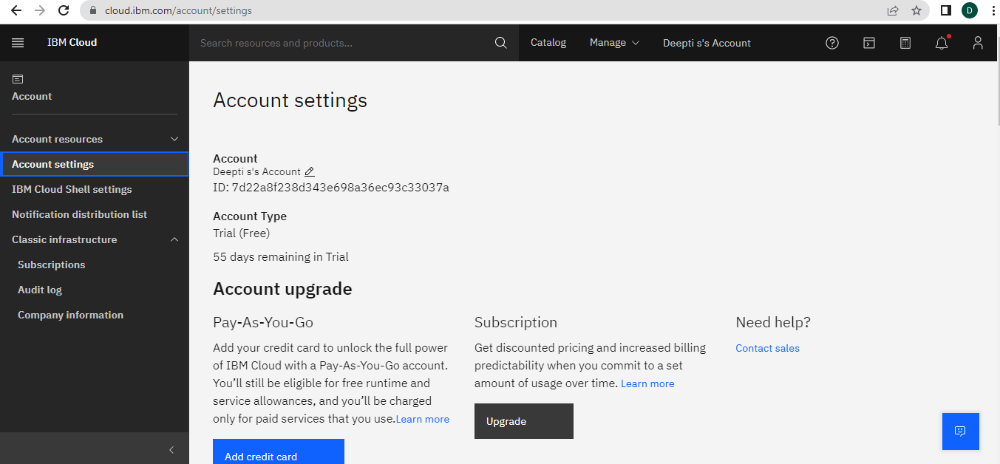 cloud.ibm.com/account/settings
D
IBM Cloud
Search resources and products...
Catalog
Manage
Deepti s's Account
Account
Account resources
Account settings
IBM Cloud Shell settings
Notification distribution list
Classic infrastructure
Subscriptions
Audit log
Company information
Account settings
Account
Deepti s's Account
ID: 7d22a8f238d343e698a36ec93c33037a
Account Type
Trial (Free)
55 days remaining in Trial
Account upgrade
Pay-As-You-Go
Add your credit card to unlock the full power
of IBM Cloud with a Pay-As-You-Go account.
You’ll still be eligible for free runtime and
service allowances, and you’ll be charged
only for paid services that you use.Learn more
Add credit card
Subscription
Get discounted pricing and increased billing
predictability when you commit to a set
amount of usage over time. Learn more
Upgrade
Need help?
Contact sales